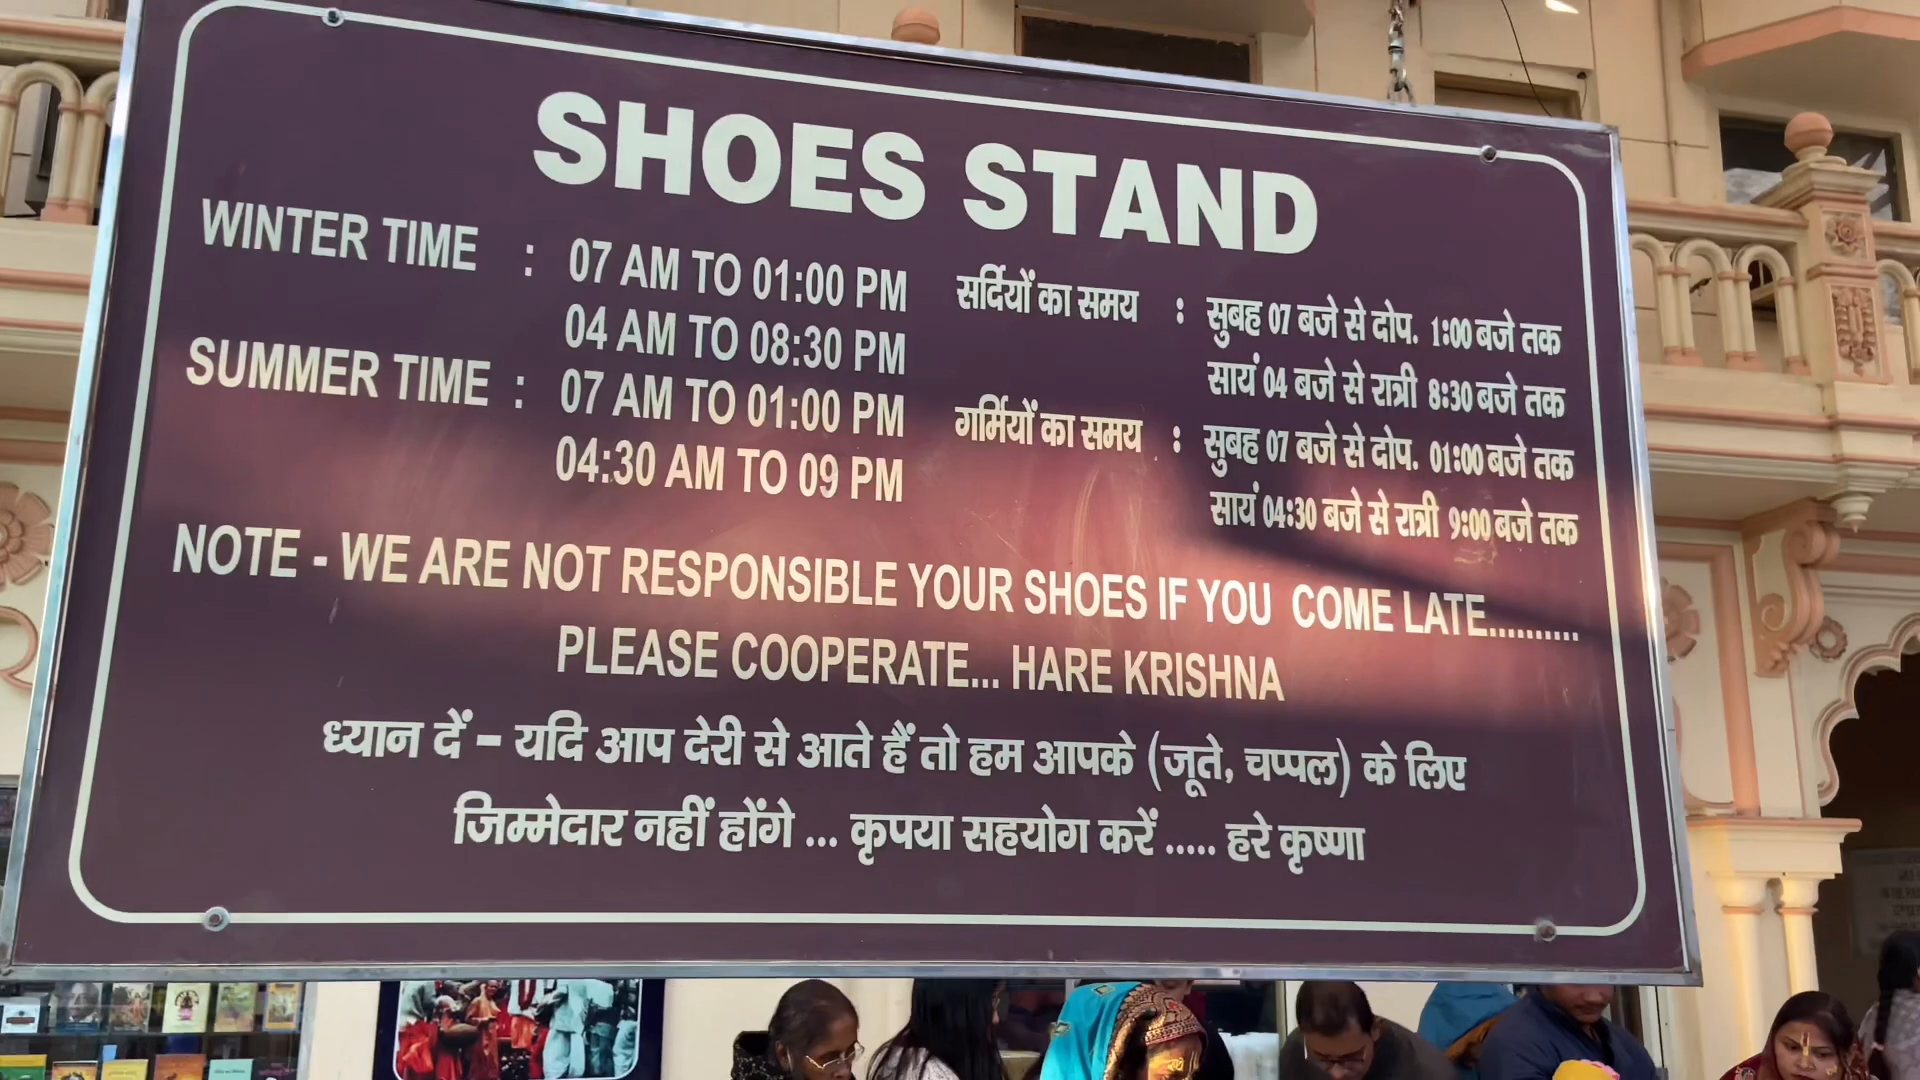 SHOES STAND
WINTER TIME : 07 AM TO 01:00 PM
04 AM TO 08:30 PM
SUMMER TIME : 07 AM TO 01:00 PM
04:30 AM TO 09 PM
सर्दियों का समय : सुबह 07 बजे से दोप. 1:00 बजे तक
सायं 04 बजे से रात्री 8:30 बजे तक
गर्मियों का समय : सुबह 07 बजे से दोप. 01:00 बजे तक
सायं 04:30 बजे से रात्री 9:00 बजे तक
NOTE - WE ARE NOT RESPONSIBLE YOUR SHOES IF YOU COME LATE..........
PLEASE COOPERATE... HARE KRISHNA
ध्यान दें - यदि आप देरी से आते हैं तो हम आपके (जूते, चप्पल) के लिए
जिम्मेदार नहीं होंगे ... कृपया सहयोग करें ..... हरे कृष्णा